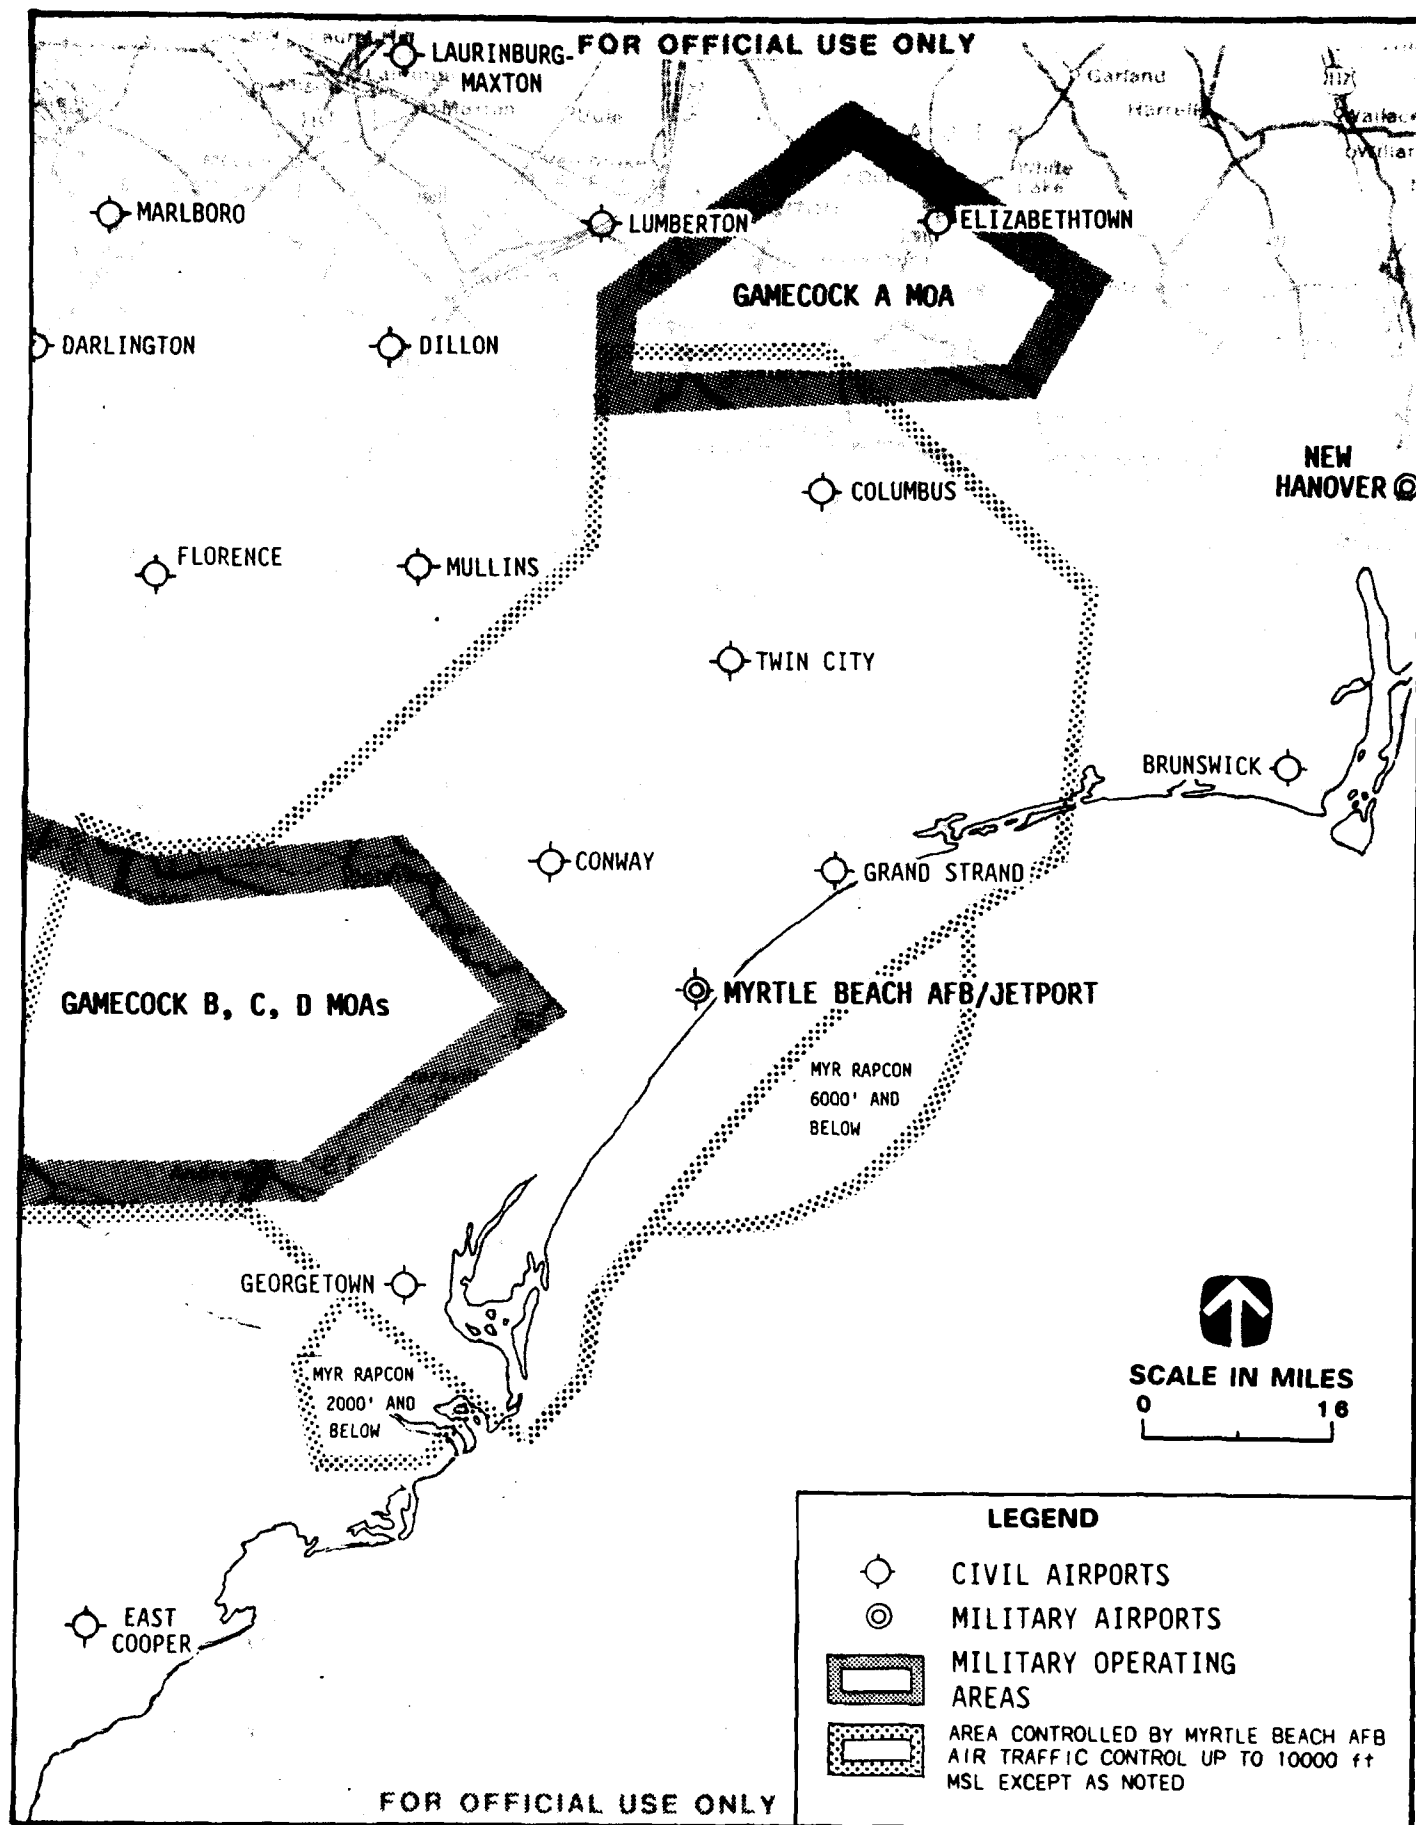 FOR OFFICIAL USE ONLY
LAURINBURG-
MAXTON
Garland
White
Lake
MARLBORO
LUMBERTON
ELIZABETHTOWN
GAMECOCK A MOA
DARLINGTON
DILLON
NEW
HANOVER
COLUMBUS
FLORENCE
MULLINS
TWIN CITY
BRUNSWICK
CONWAY
GRAND STRAND
MYRTLE BEACH AFB/JETPORT
GAMECOCK B, C, D MOAs
MYR RAPCON
6000' AND
BELOW
GEORGETOWN
MYR RAPCON
2000' AND
BELOW
SCALE IN MILES
0 16
LEGEND
CIVIL AIRPORTS
MILITARY AIRPORTS
MILITARY OPERATING
AREAS
AREA CONTROLLED BY MYRTLE BEACH AFB
AIR TRAFFIC CONTROL UP TO 10000 ft
MSL EXCEPT AS NOTED
EAST
COOPER
FOR OFFICIAL USE ONLY